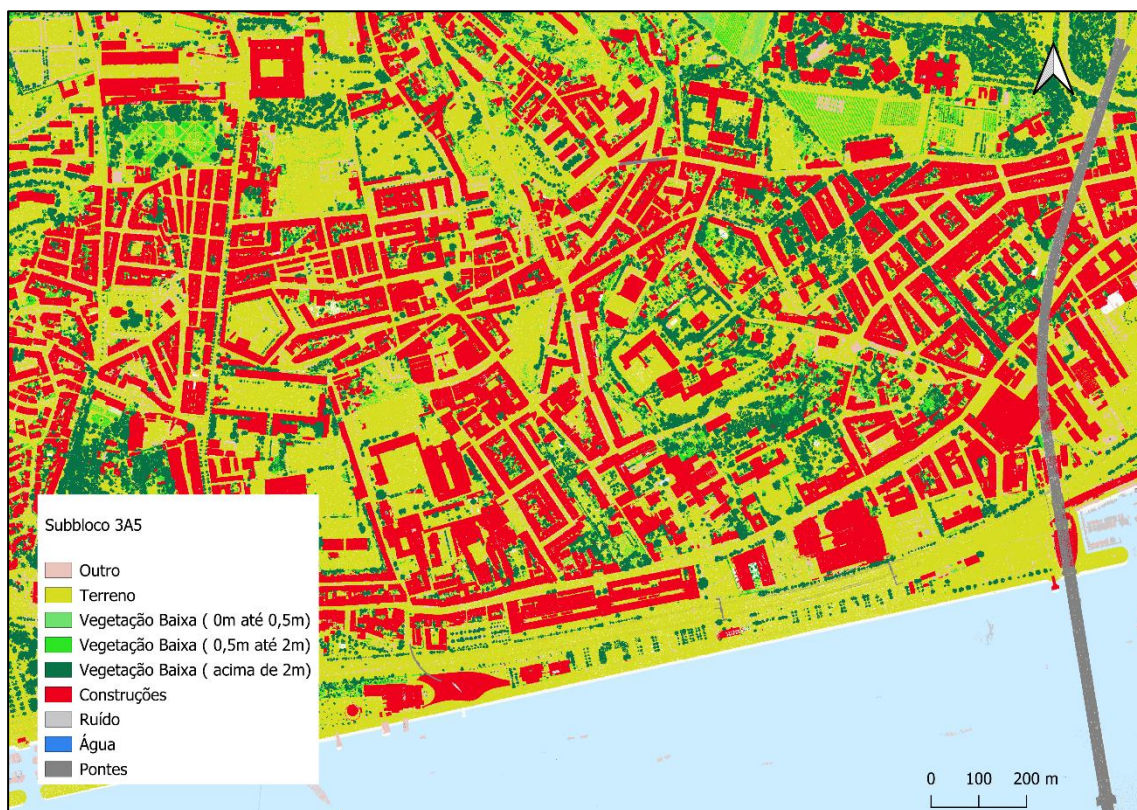 Subbloco 3A5
Outro
Terreno
Vegetação Baixa ( 0m até 0,5m)
Vegetação Baixa ( 0,5m até 2m)
Vegetação Baixa ( acima de 2m)
Construções
Ruído
Água
Pontes
0 100 200 m